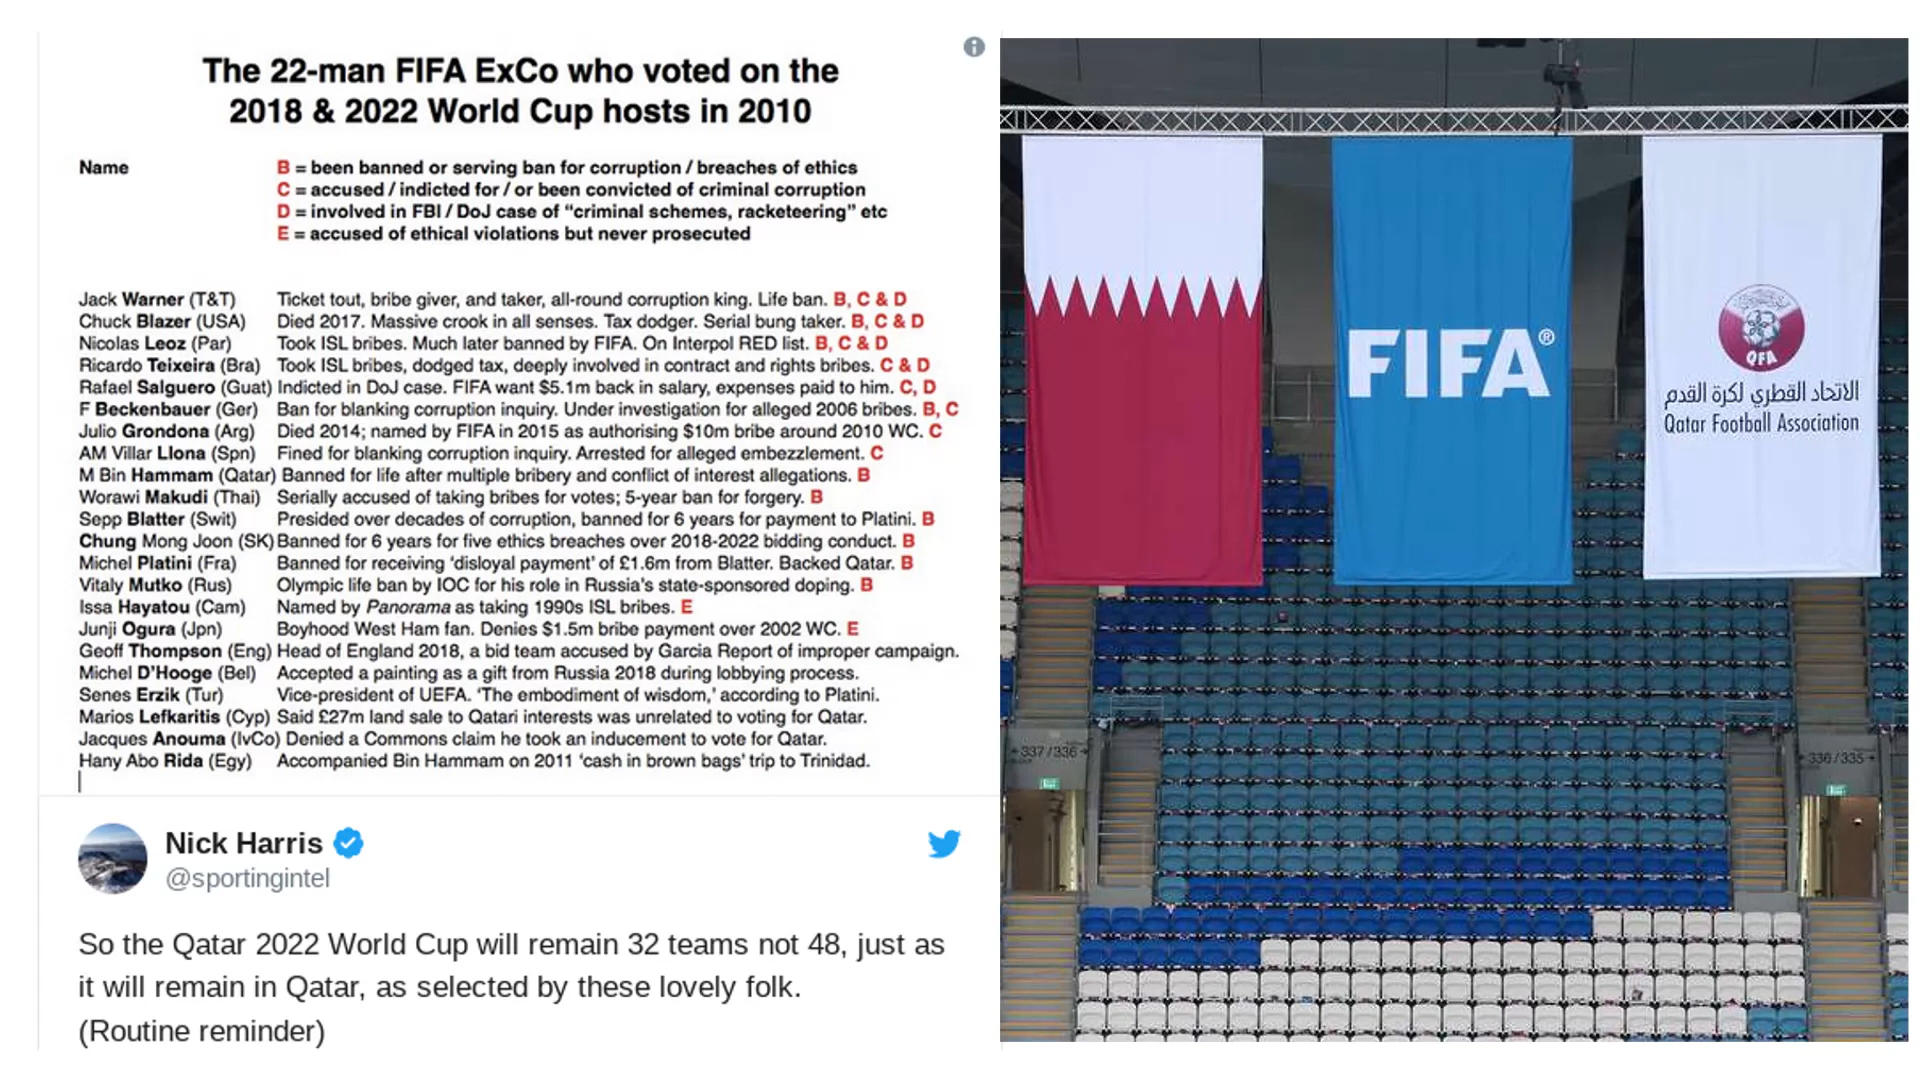 The 22-man FIFA ExCo who voted on the
2018 & 2022 World Cup hosts in 2010
Name
B = been banned or serving ban for corruption / breaches of ethics
C = accused / indicted for / or been convicted of criminal corruption
D = involved in FBI / DoJ case of “criminal schemes, racketeering” etc
E = accused of ethical violations but never prosecuted
Jack Warner (T&T) Ticket tout, bribe giver, and taker, all-round corruption king. Life ban. B, C & D
Chuck Blazer (USA) Died 2017. Massive crook in all senses. Tax dodger. Serial bung taker. B, C & D
Nicolas Leoz (Par) Took ISL bribes. Much later banned by FIFA. On Interpol RED list. B, C & D
Ricardo Teixeira (Bra) Took ISL bribes, dodged tax, deeply involved in contract and rights bribes. C & D
Rafael Salguero (Guat) Indicted in DoJ case. FIFA want $5.1m back in salary, expenses paid to him. C, D
F Beckenbauer (Ger) Ban for blanking corruption inquiry. Under investigation for alleged 2006 bribes. B, C
Julio Grondona (Arg) Died 2014; named by FIFA in 2015 as authorising $10m bribe around 2010 WC. C
AM Villar Llona (Spn) Fined for blanking corruption inquiry. Arrested for alleged embezzlement. C
M Bin Hammam (Qatar) Banned for life after multiple bribery and conflict of interest allegations. B
Worawi Makudi (Thai) Serially accused of taking bribes for votes; 5-year ban for forgery. B
Sepp Blatter (Swit) Presided over decades of corruption, banned for 6 years for payment to Platini. B
Chung Mong Joon (SK) Banned for 6 years for five ethics breaches over 2018-2022 bidding conduct. B
Michel Platini (Fra) Banned for receiving ‘disloyal payment’ of £1.6m from Blatter. Backed Qatar. B
Vitaly Mutko (Rus) Olympic life ban by IOC for his role in Russia’s state-sponsored doping. B
Issa Hayatou (Cam) Named by Panorama as taking 1990s ISL bribes. E
Junji Ogura (Jpn) Boyhood West Ham fan. Denies $1.5m bribe payment over 2002 WC. E
Geoff Thompson (Eng) Head of England 2018, a bid team accused by Garcia Report of improper campaign.
Michel D’Hooge (Bel) Accepted a painting as a gift from Russia 2018 during lobbying process.
Senes Erzik (Tur) Vice-president of UEFA. ‘The embodiment of wisdom,’ according to Platini.
Marios Lefkaritis (Cyp) Said £27m land sale to Qatari interests was unrelated to voting for Qatar.
Jacques Anouma (IvCo) Denied a Commons claim he took an inducement to vote for Qatar.
Hany Abo Rida (Egy) Accompanied Bin Hammam on 2011 ‘cash in brown bags’ trip to Trinidad.
Nick Harris
@sportingintel
So the Qatar 2022 World Cup will remain 32 teams not 48, just as
it will remain in Qatar, as selected by these lovely folk.
(Routine reminder)
FIFA®
QFA
الاتحاد القطري لكرة القدم
Qatar Football Association
337/336
336/335